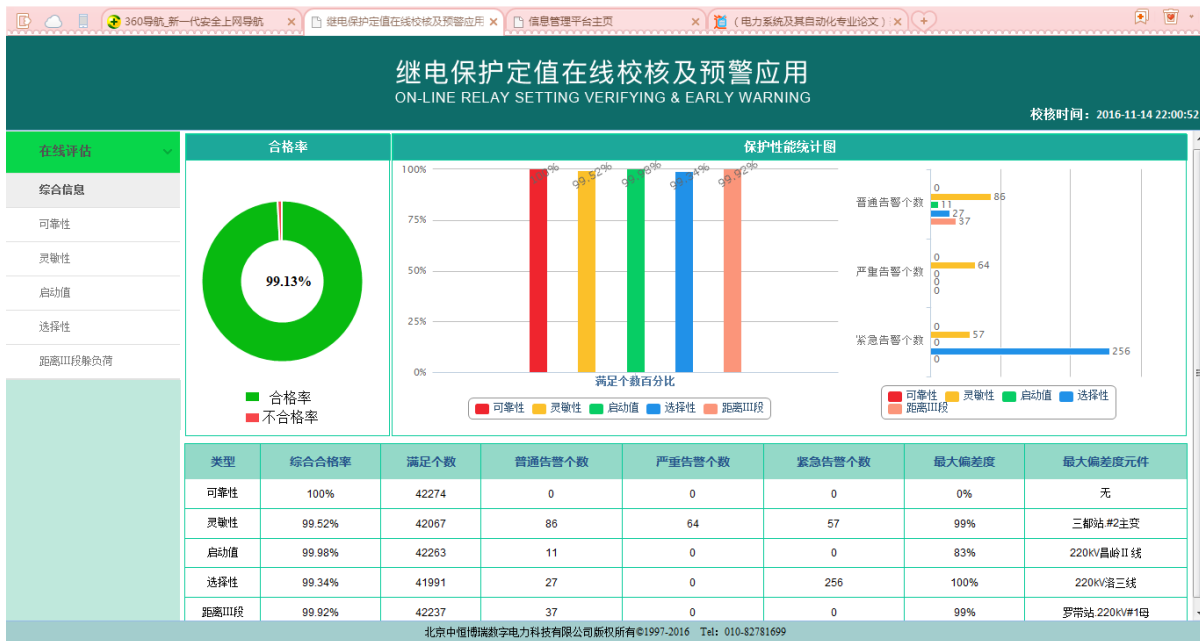 360导航_新一代安全上网导航
继电保护定值在线校核及预警应用
信息管理平台主页
（电力系统及其自动化专业论文）
继电保护定值在线校核及预警应用
ON-LINE RELAY SETTING VERIFYING & EARLY WARNING
校核时间：2016-11-14 22:00:52
在线评估
综合信息
可靠性
灵敏性
启动值
选择性
距离III段躲负荷
合格率
99.13%
合格率
不合格率
保护性能统计图
100%
75%
50%
25%
0%
99.52%
99.98%
99.92%
满足个数百分比
可靠性 灵敏性 启动值 选择性 距离III段
普通告警个数
0
86
11
27
37
严重告警个数
0
64
0
0
0
紧急告警个数
0
57
0
256
0
可靠性 灵敏性 启动值 选择性
距离III段
类型 综合合格率 满足个数 普通告警个数 严重告警个数 紧急告警个数 最大偏差度 最大偏差度元件
可靠性 100% 42274 0 0 0 0% 无
灵敏性 99.52% 42067 86 64 57 99% 三都站.#2主变
启动值 99.98% 42263 11 0 0 83% 220kV昌岭II线
选择性 99.34% 41991 27 0 256 100% 220kV洛三线
距离III段 99.92% 42237 37 0 0 99% 罗带站.220kV#1母
北京中恒博瑞数字电力科技有限公司版权所有©1997-2016 Tel：010-82781699